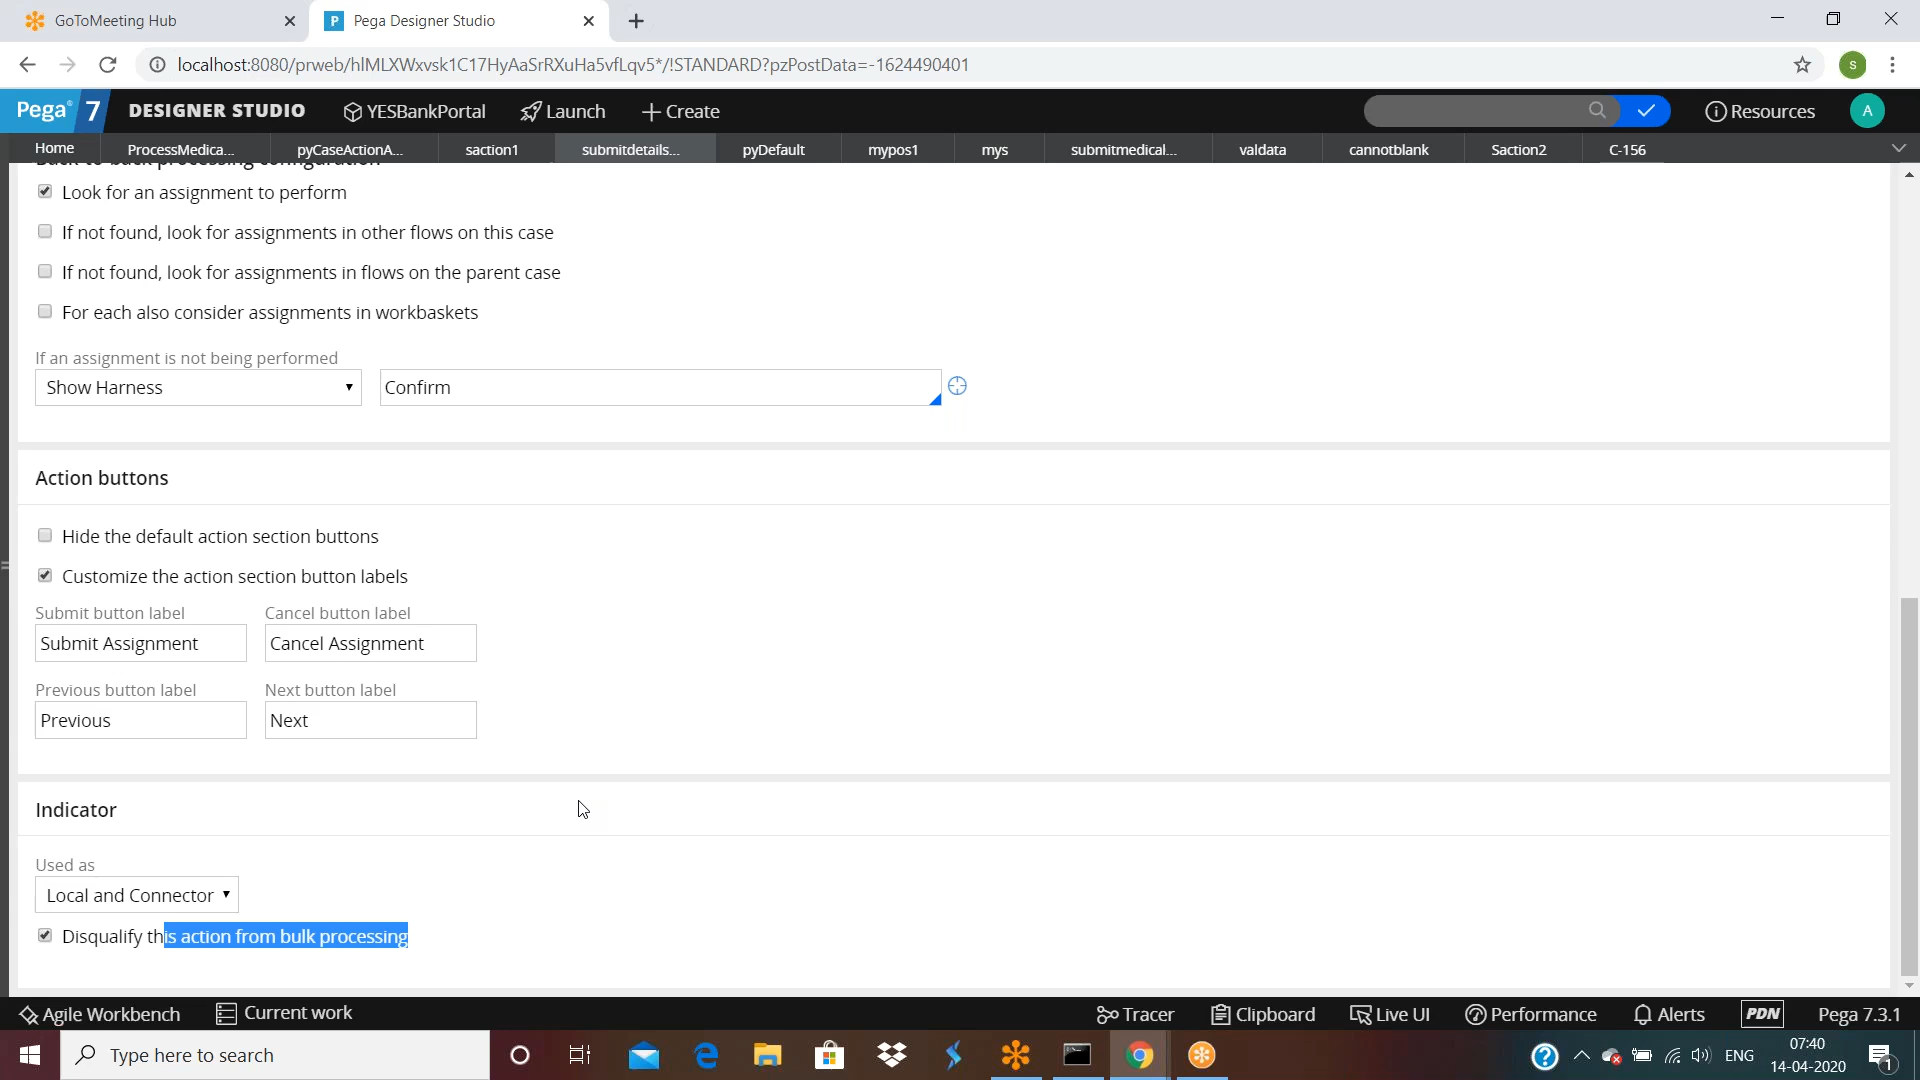 GoToMeeting Hub
Pega Designer Studio
localhost:8080/prweb/hlMLXWxvsk1C17HyAaSrRXuHa5vfLqv5*/!STANDARD?pzPostData=-1624490401
s
Pega 7 DESIGNER STUDIO YESBankPortal Launch Create Resources A
Home ProcessMedica... pyCaseActionA... saction1 submitdetails... pyDefault mypos1 mys submitmedical... valdata cannotblank Saction2 C-156
Back-to-back processing configuration
Look for an assignment to perform
If not found, look for assignments in other flows on this case
If not found, look for assignments in flows on the parent case
For each also consider assignments in workbaskets
If an assignment is not being performed
Show Harness Confirm
Action buttons
Hide the default action section buttons
Customize the action section button labels
Submit button label Cancel button label
Submit Assignment Cancel Assignment
Previous button label Next button label
Previous Next
Indicator
Used as
Local and Connector
Disqualify this action from bulk processing
Agile Workbench Current work Tracer Clipboard Live UI Performance Alerts PDN Pega 7.3.1
Type here to search
ENG
07:40
14-04-2020
1